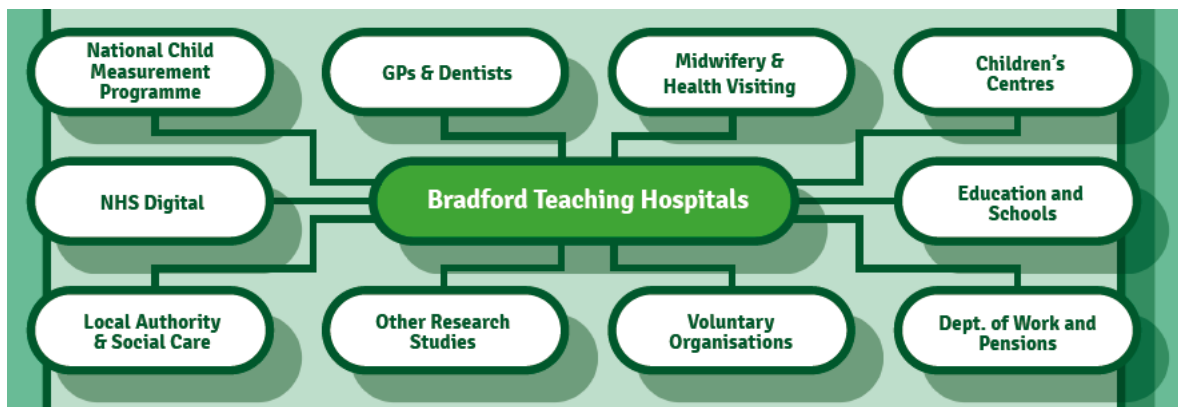 National Child
Measurement
Programme
GPs & Dentists
Midwifery &
Health Visiting
Children’s
Centres
NHS Digital
Bradford Teaching Hospitals
Education and
Schools
Local Authority
& Social Care
Other Research
Studies
Voluntary
Organisations
Dept. of Work and
Pensions